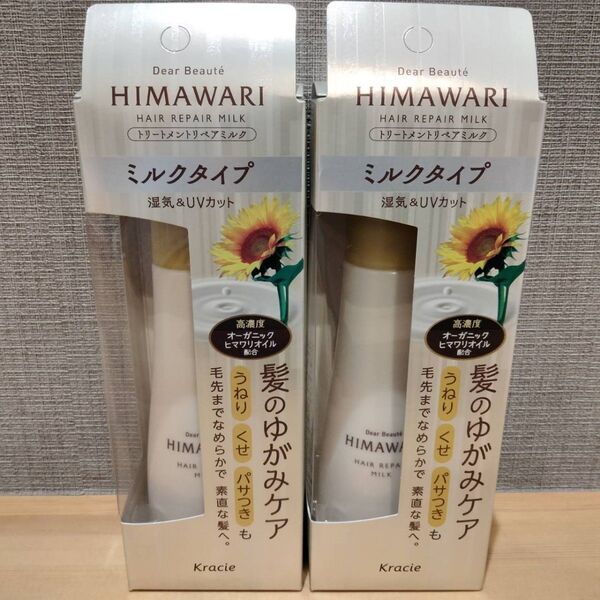 Dear Beauté
HIMAWARI
HAIR REPAIR MILK
トリートメントリペアミルク
ミルクタイプ
湿気&UVカット
高濃度
オーガニック
ヒマワリオイル
配合
髪のゆがみケア
うねり くせ パサつき も
毛先までなめらかで 素直な髪へ。
HIMAWARI
HAIR REPAIR
MILK
Kracie
Dear Beauté
HIMAWARI
HAIR REPAIR MILK
トリートメントリペアミルク
ミルクタイプ
湿気&UVカット
高濃度
オーガニック
ヒマワリオイル
配合
髪のゆがみケア
うねり くせ パサつき も
毛先までなめらかで 素直な髪へ。
Dear Beauté
HIMAWARI
HAIR REPAIR
MILK
Kracie